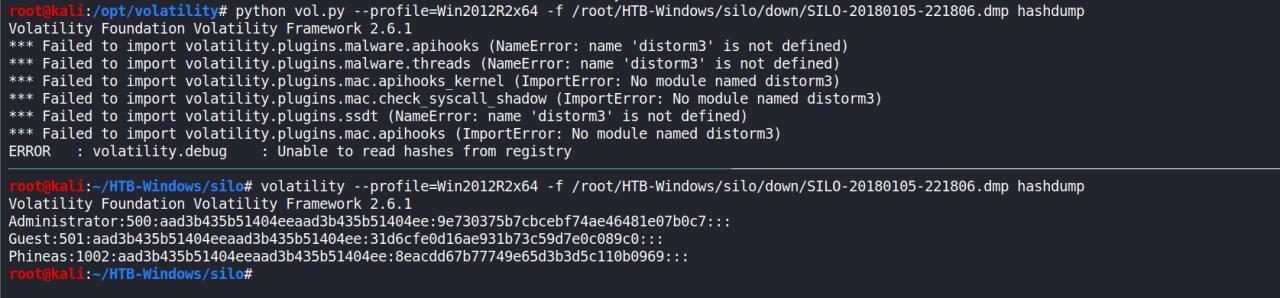 root@kali:/opt/volatility# python vol.py --profile=Win2012R2x64 -f /root/HTB-Windows/silo/down/SILO-20180105-221806.dmp hashdump
Volatility Foundation Volatility Framework 2.6.1
*** Failed to import volatility.plugins.malware.apihooks (NameError: name 'distorm3' is not defined)
*** Failed to import volatility.plugins.malware.threads (NameError: name 'distorm3' is not defined)
*** Failed to import volatility.plugins.mac.apihooks_kernel (ImportError: No module named distorm3)
*** Failed to import volatility.plugins.mac.check_syscall_shadow (ImportError: No module named distorm3)
*** Failed to import volatility.plugins.ssdt (NameError: name 'distorm3' is not defined)
*** Failed to import volatility.plugins.mac.apihooks (ImportError: No module named distorm3)
ERROR   : volatility.debug    : Unable to read hashes from registry
root@kali:~/HTB-Windows/silo# volatility --profile=Win2012R2x64 -f /root/HTB-Windows/silo/down/SILO-20180105-221806.dmp hashdump
Volatility Foundation Volatility Framework 2.6.1
Administrator:500:aad3b435b51404eeaad3b435b51404ee:9e730375b7cbcebf74ae46481e07b0c7:::
Guest:501:aad3b435b51404eeaad3b435b51404ee:31d6cfe0d16ae931b73c59d7e0c089c0:::
Phineas:1002:aad3b435b51404eeaad3b435b51404ee:8eacdd67b77749e65d3b3d5c110b0969:::
root@kali:~/HTB-Windows/silo#